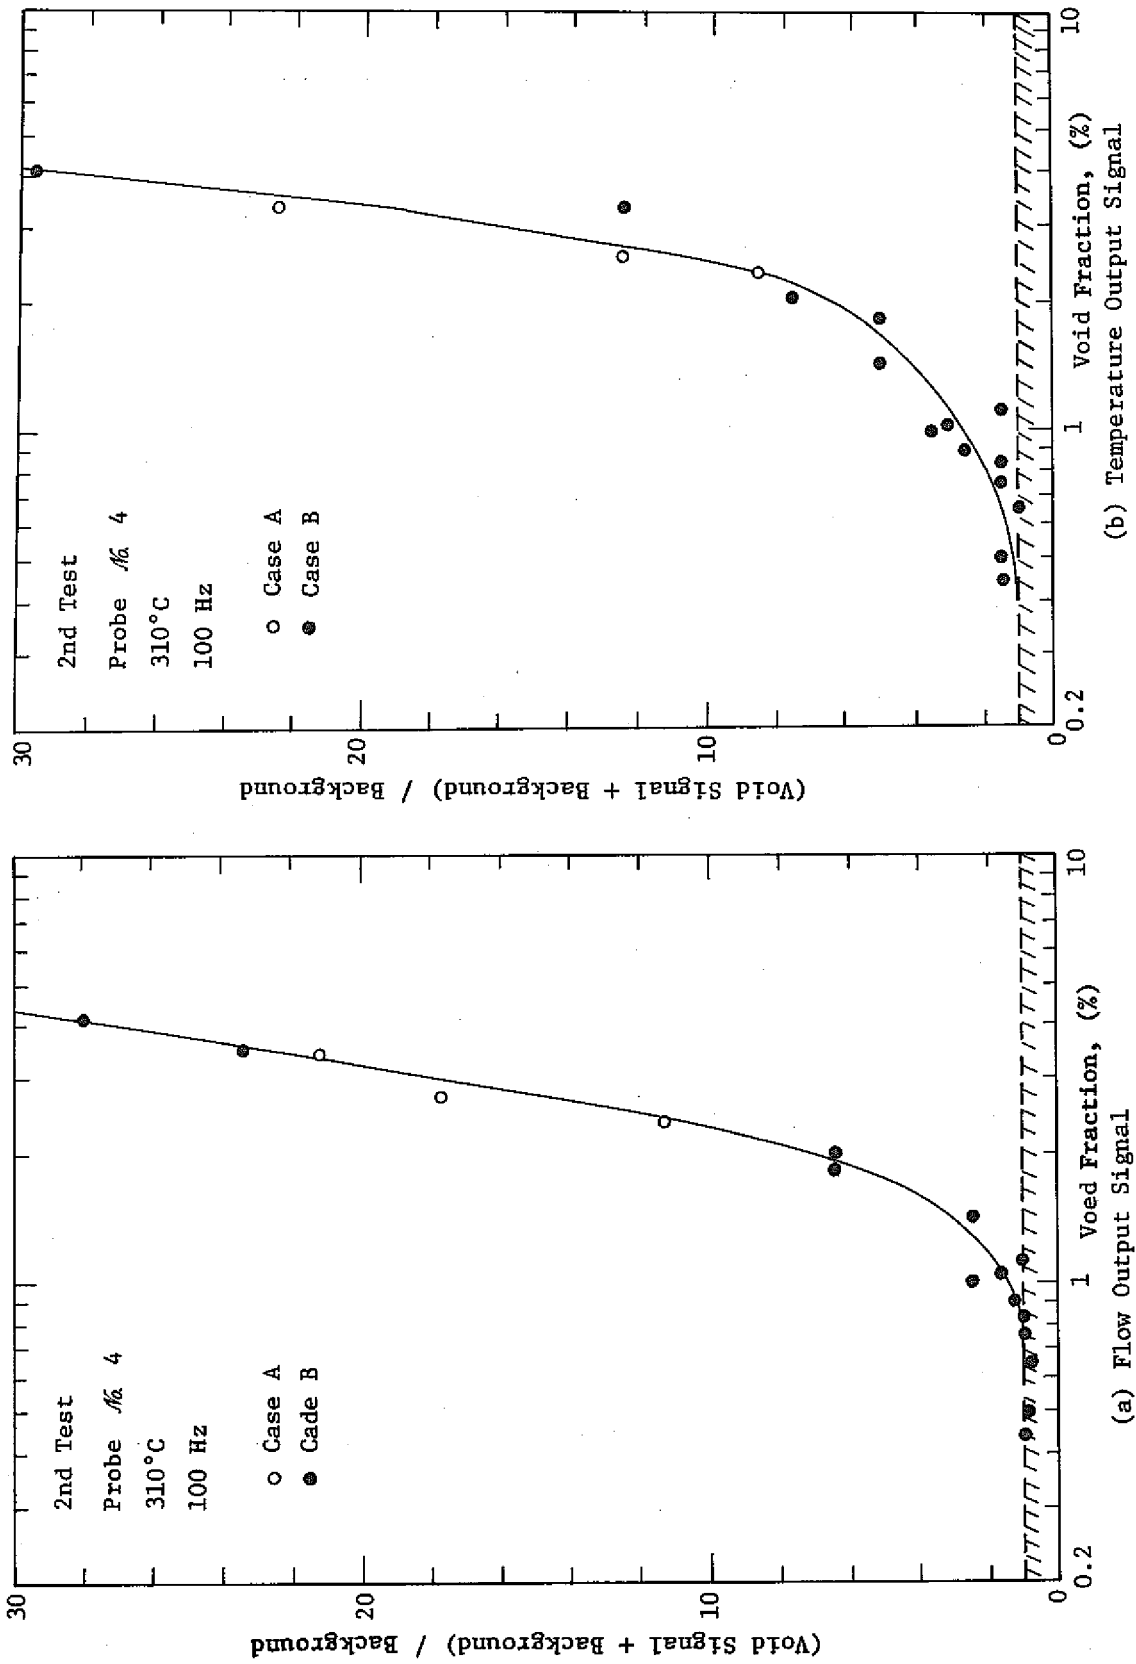 (Void Signal + Background) / Background
30
20
10
0
2nd Test
Probe No. 4
310°C
100 Hz
Case A
Cade B
0.2
1
10
Voed Fraction, (%)
(a) Flow Output Signal
(Void Signal + Background) / Background
30
20
10
0
2nd Test
Probe No. 4
310°C
100 Hz
Case A
Case B
0.2
1
10
Void Fraction, (%)
(b) Temperature Output Signal